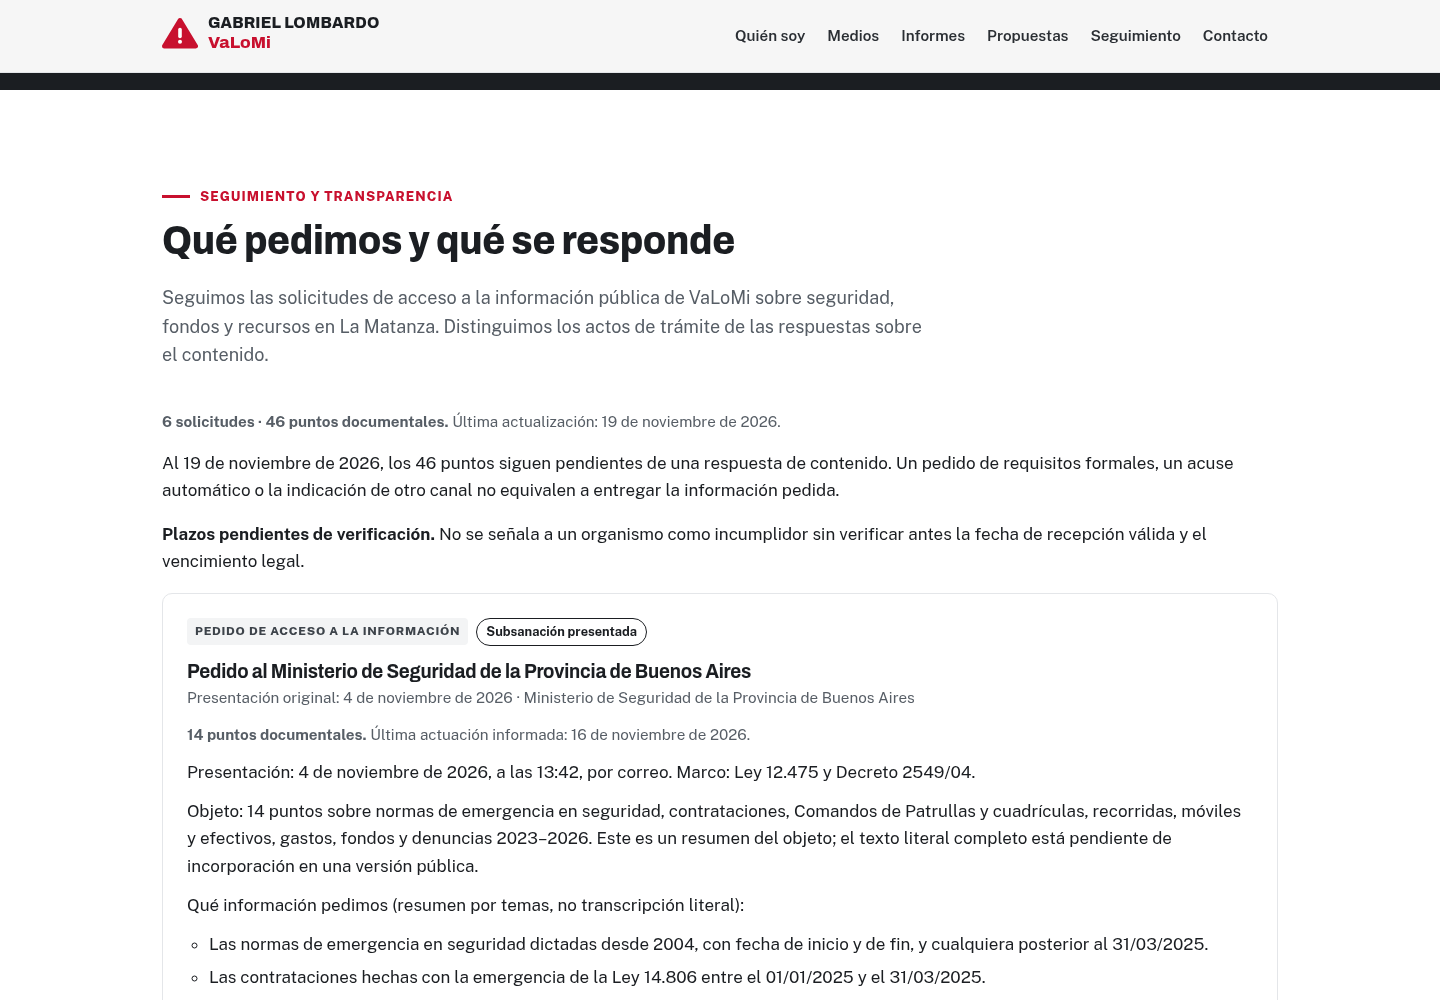 GABRIEL LOMBARDO
VaLoMi
Quién soy Medios Informes Propuestas Seguimiento Contacto
SEGUIMIENTO Y TRANSPARENCIA
Qué pedimos y qué se responde
Seguimos las solicitudes de acceso a la información pública de VaLoMi sobre seguridad,
fondos y recursos en La Matanza. Distinguimos los actos de trámite de las respuestas sobre
el contenido.
6 solicitudes · 46 puntos documentales. Última actualización: 19 de noviembre de 2026.
Al 19 de noviembre de 2026, los 46 puntos siguen pendientes de una respuesta de contenido. Un pedido de requisitos formales, un acuse
automático o la indicación de otro canal no equivalen a entregar la información pedida.
Plazos pendientes de verificación. No se señala a un organismo como incumplidor sin verificar antes la fecha de recepción válida y el
vencimiento legal.
PEDIDO DE ACCESO A LA INFORMACIÓN Subsanación presentada
Pedido al Ministerio de Seguridad de la Provincia de Buenos Aires
Presentación original: 4 de noviembre de 2026 · Ministerio de Seguridad de la Provincia de Buenos Aires
14 puntos documentales. Última actuación informada: 16 de noviembre de 2026.
Presentación: 4 de noviembre de 2026, a las 13:42, por correo. Marco: Ley 12.475 y Decreto 2549/04.
Objeto: 14 puntos sobre normas de emergencia en seguridad, contrataciones, Comandos de Patrullas y cuadrículas, recorridas, móviles
y efectivos, gastos, fondos y denuncias 2023–2026. Este es un resumen del objeto; el texto literal completo está pendiente de
incorporación en una versión pública.
Qué información pedimos (resumen por temas, no transcripción literal):
◦ Las normas de emergencia en seguridad dictadas desde 2004, con fecha de inicio y de fin, y cualquiera posterior al 31/03/2025.
◦ Las contrataciones hechas con la emergencia de la Ley 14.806 entre el 01/01/2025 y el 31/03/2025.